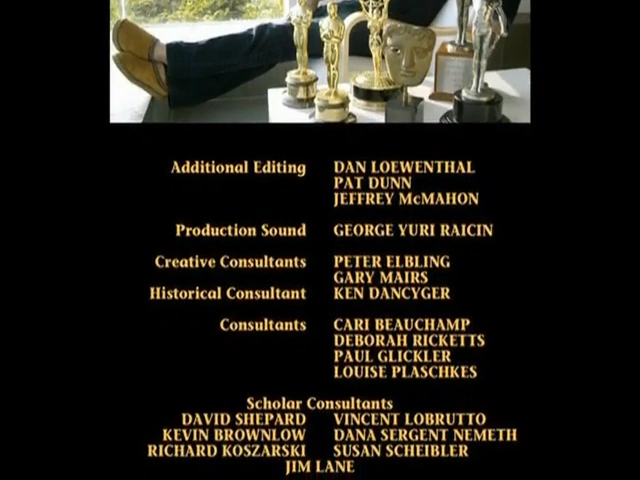 Additional Editing DAN LOEWENTHAL
PAT DUNN
JEFFREY McMAHON
Production Sound GEORGE YURI RAICIN
Creative Consultants PETER ELBLING
GARY MAIRS
Historical Consultant KEN DANCYGER
Consultants CARI BEAUCHAMP
DEBORAH RICKETTS
PAUL GLICKLER
LOUISE PLASCHKES
Scholar Consultants
DAVID SHEPARD VINCENT LOBRUTTO
KEVIN BROWNLOW DANA SERGENT NEMETH
RICHARD KOSZARSKI SUSAN SCHEIBLER
JIM LANE